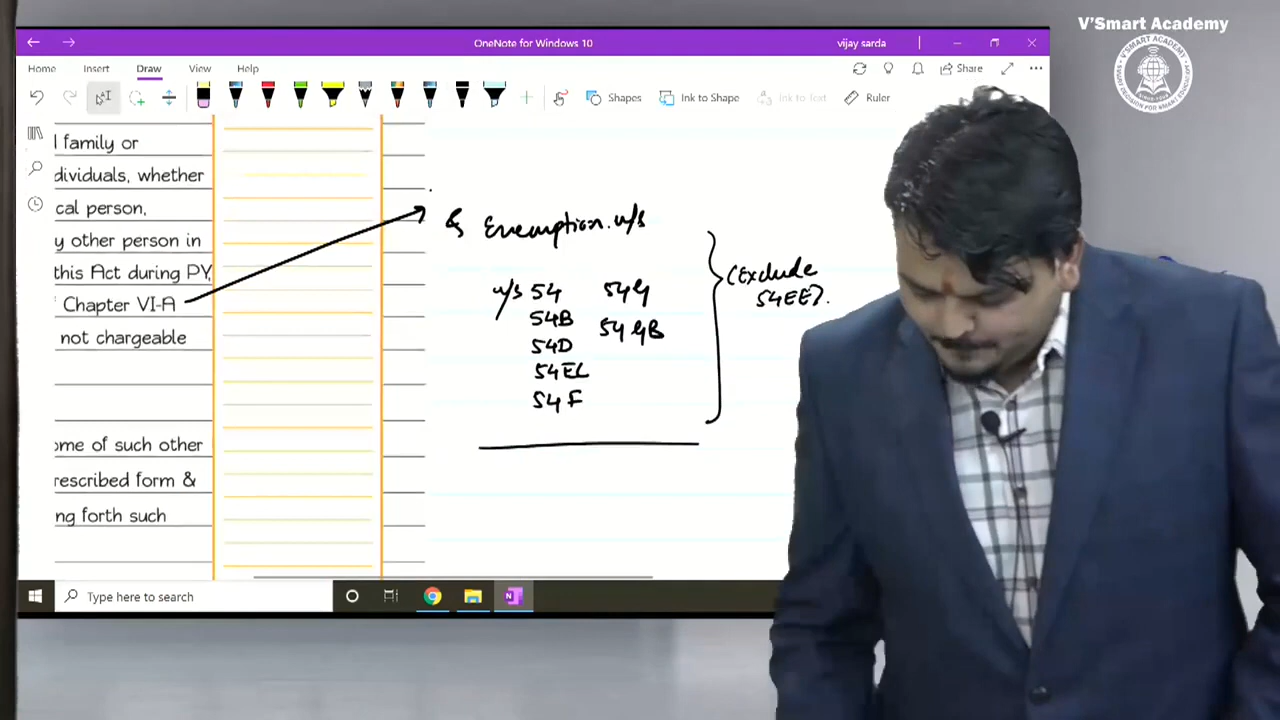 V'Smart Academy
OneNote for Windows 10
vijay sarda
Home Insert Draw View Help
Share
Shapes Ink to Shape Ink to Text Ruler
l family or
dividuals, whether
cal person,
y other person in
this Act during PY,
Chapter VI-A
not chargeable
ome of such other
rescribed form &
ng forth such
& Exemption. u/s
u/s 54 54G
54B 54GB
54D
54EC
54F
(Exclude
54EE).
Type here to search